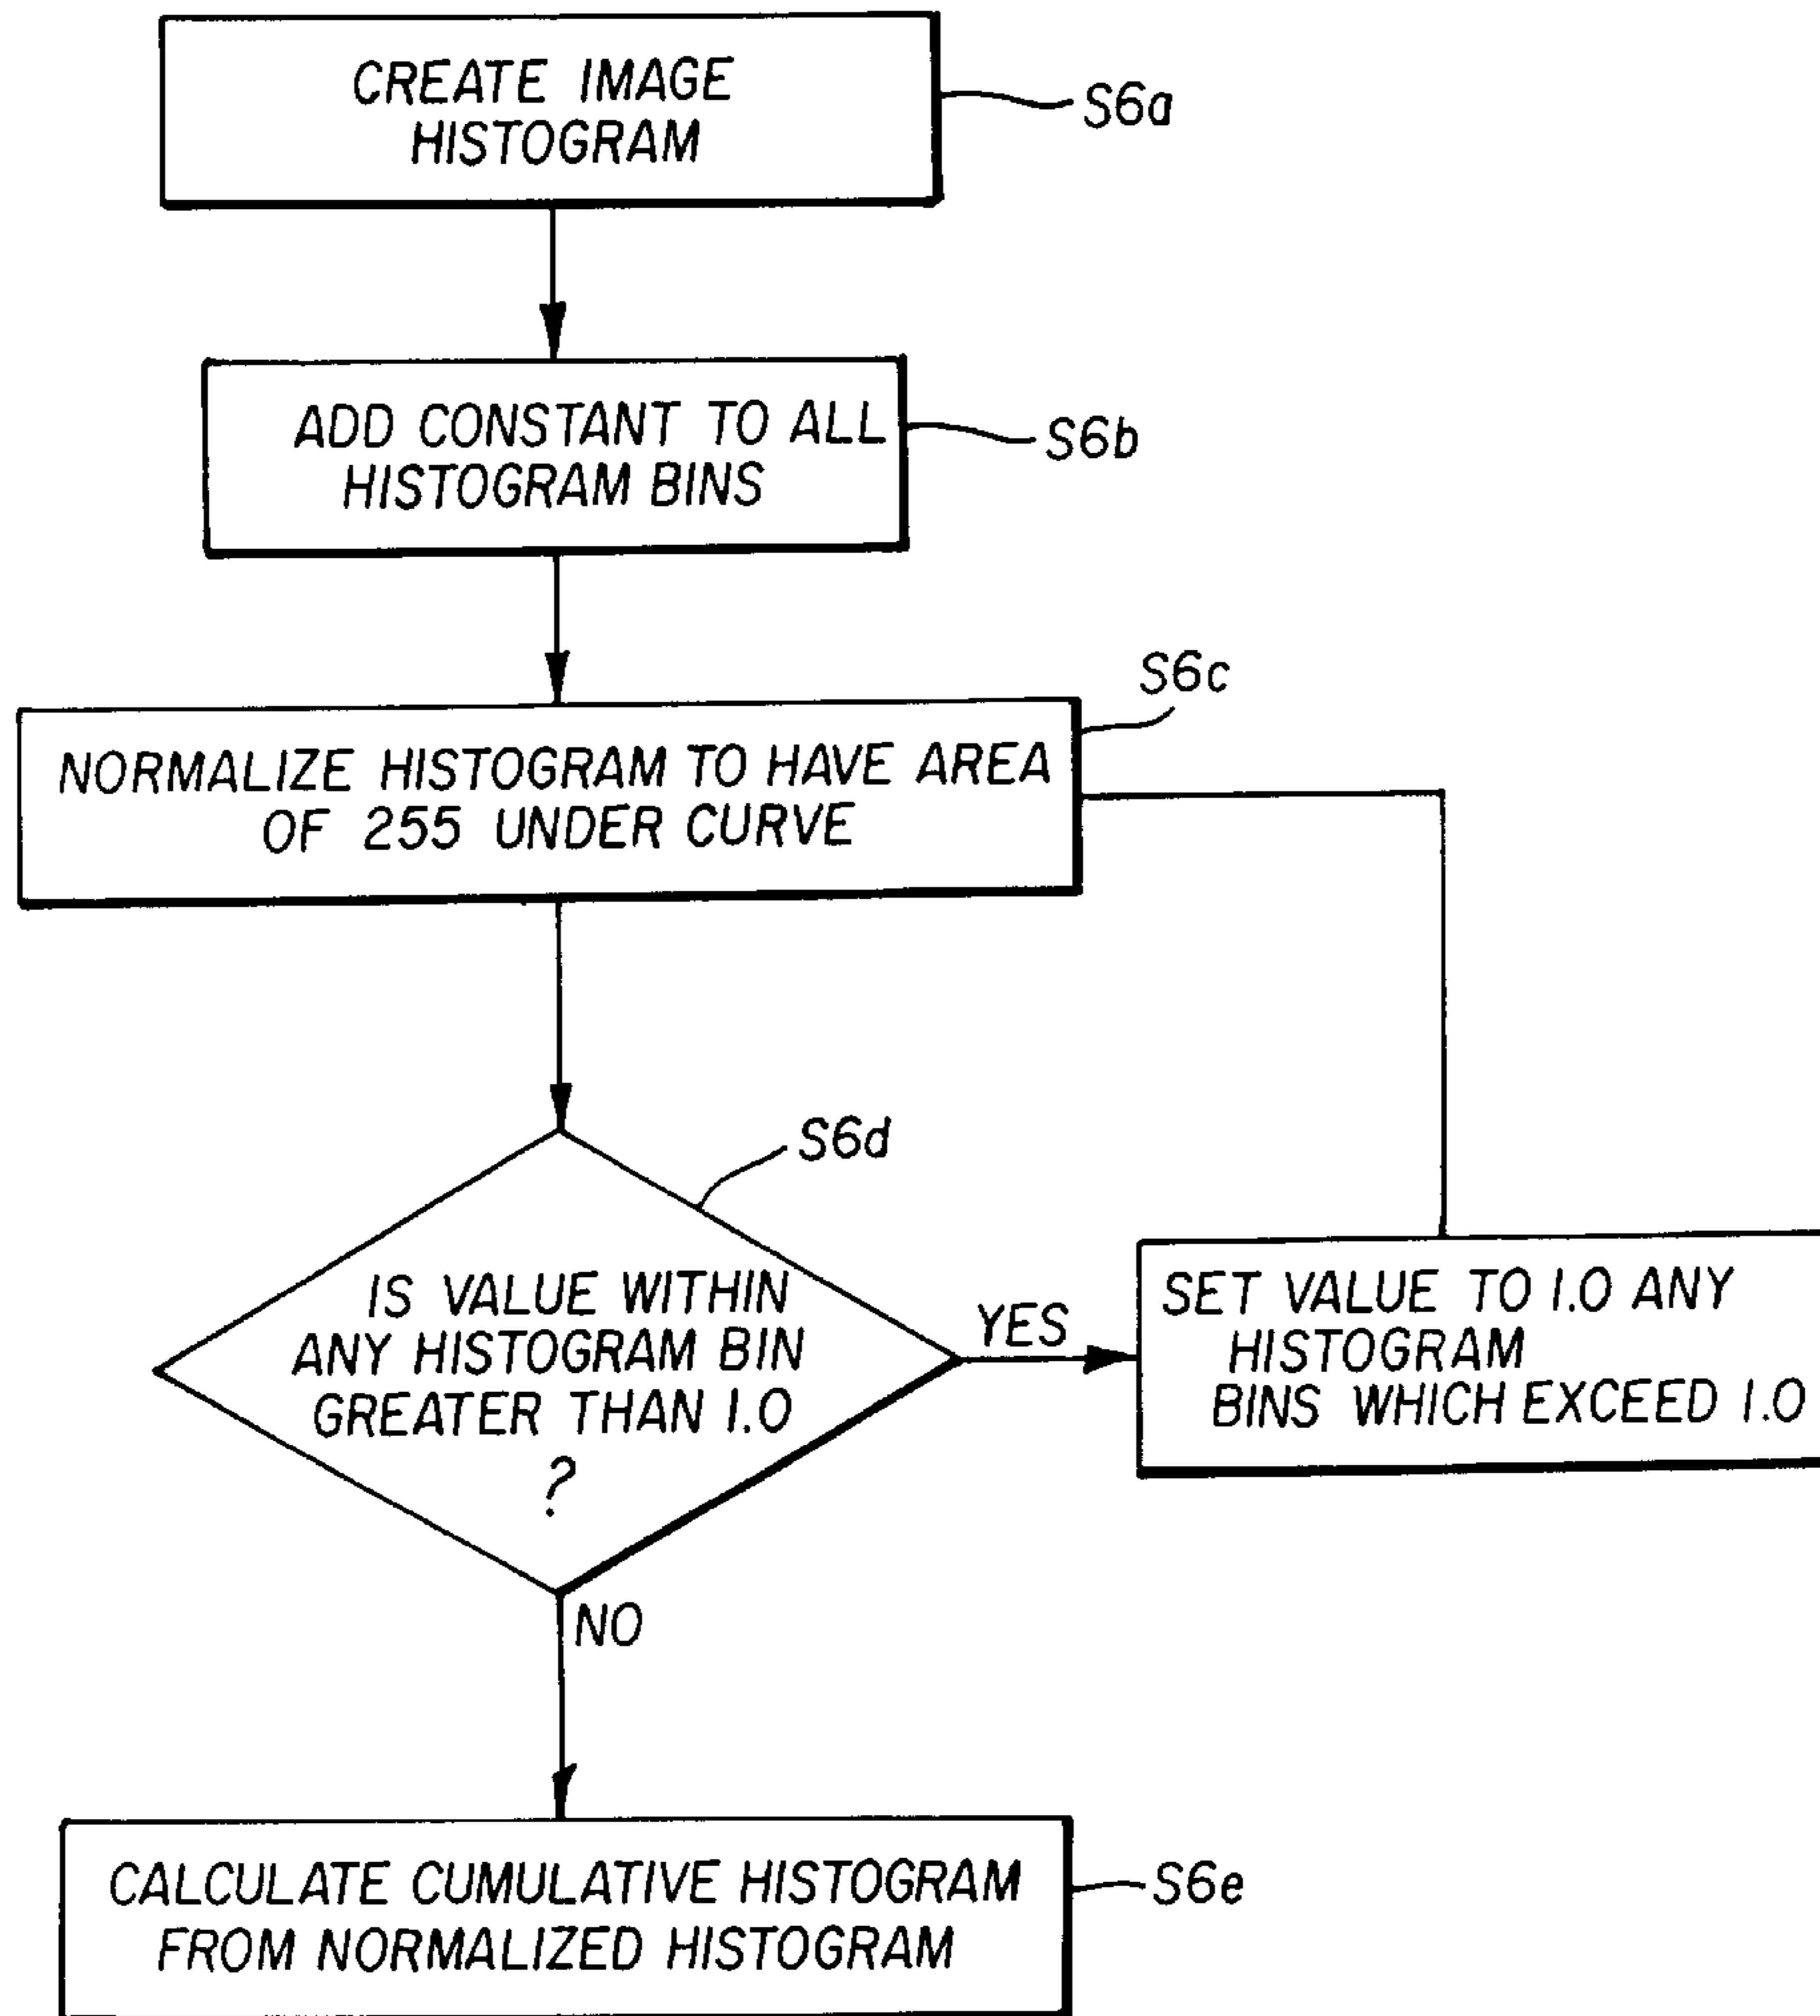 CREATE IMAGE
HISTOGRAM
S6a
ADD CONSTANT TO ALL
HISTOGRAM BINS
S6b
S6c
NORMALIZE HISTOGRAM TO HAVE AREA
OF 255 UNDER CURVE
S6d
IS VALUE WITHIN
ANY HISTOGRAM BIN
GREATER THAN 1.0
?
YES
SET VALUE TO 1.0 ANY
HISTOGRAM
BINS WHICH EXCEED 1.0
NO
CALCULATE CUMULATIVE HISTOGRAM
FROM NORMALIZED HISTOGRAM
S6e